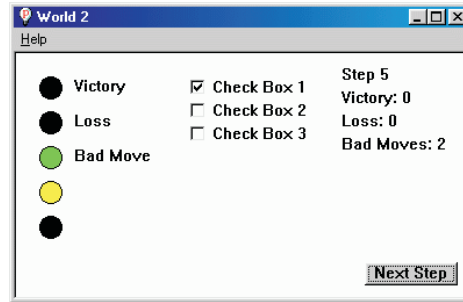 World 2
Help
Victory
Loss
Bad Move
Check Box 1
Check Box 2
Check Box 3
Step 5
Victory: 0
Loss: 0
Bad Moves: 2
Next Step